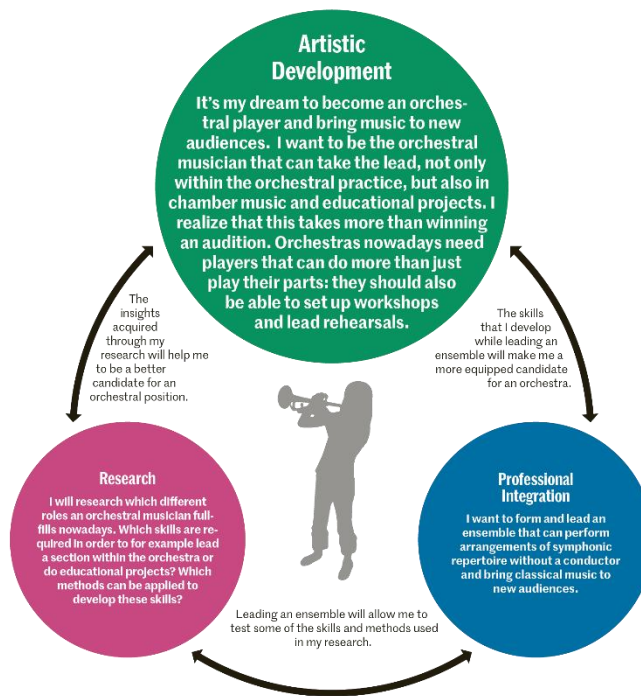 Artistic
Development
It's my dream to become an orches-
tral player and bring music to new
audiences. I want to be the orchestral
musician that can take the lead, not only
within the orchestral practice, but also in
chamber music and educational projects. I
realize that this takes more than winning
an audition. Orchestras nowadays need
players that can do more than just
play their parts: they should also
be able to set up workshops
and lead rehearsals.
The
insights
acquired
through my
research will help me
to be a better
candidate for an
orchestral position.
The skills
that I develop
while leading an
ensemble will make me a
more equipped candidate
for an orchestra.
Research
I will research which different
roles an orchestral musician full-
fills nowadays. Which skills are re-
quired in order to for example lead
a section within the orchestra or
do educational projects? Which
methods can be applied to
develop these skills?
Professional
Integration
I want to form and lead an
ensemble that can perform
arrangements of symphonic
repertoire without a conductor
and bring classical music to
new audiences.
Leading an ensemble will allow me to
test some of the skills and methods used
in my research.